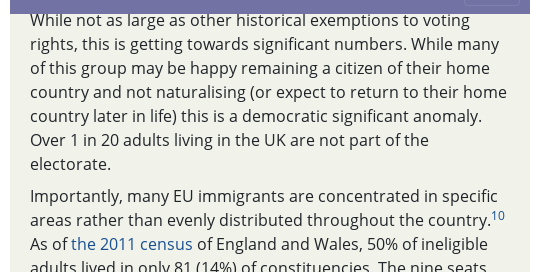 While not as large as other historical exemptions to voting
rights, this is getting towards significant numbers. While many
of this group may be happy remaining a citizen of their home
country and not naturalising (or expect to return to their home
country later in life) this is a democratic significant anomaly.
Over 1 in 20 adults living in the UK are not part of the
electorate.
Importantly, many EU immigrants are concentrated in specific
areas rather than evenly distributed throughout the country.10
As of the 2011 census of England and Wales, 50% of ineligible
adults lived in only 81 (14%) of constituencies. The nine seats